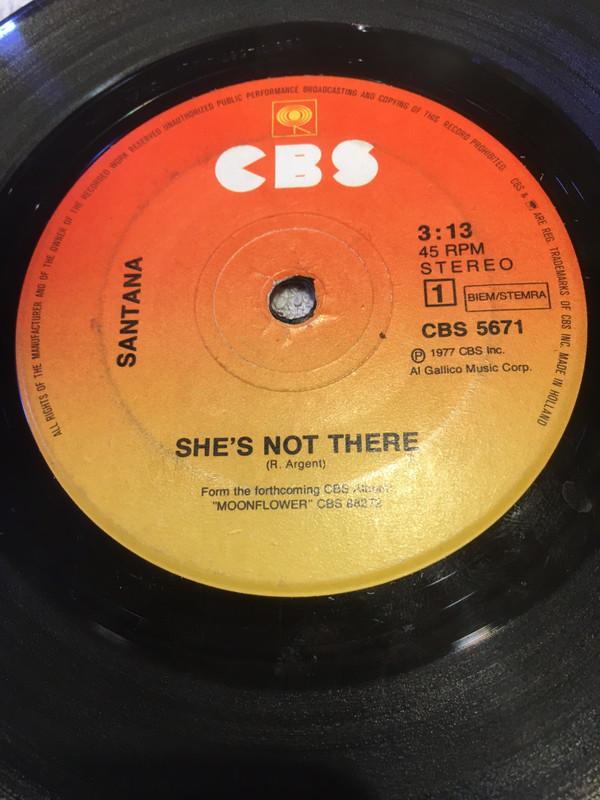 ALL RIGHTS OF THE MANUFACTURER AND OF THE OWNER OF THE RECORDED WORK RESERVED UNAUTHORIZED PUBLIC PERFORMANCE BROADCASTING AND COPYING OF THIS RECORD PROHIBITED. CBS & ARE REG. TRADEMARKS OF CBS INC. MADE IN HOLLAND
CBS
SANTANA
3:13
45 RPM
STEREO
1 BIEM/STEMRA
CBS 5671
℗ 1977 CBS Inc.
Al Gallico Music Corp.
SHE'S NOT THERE
(R. Argent)
Form the forthcoming CBS
"MOONFLOWER" CBS 88272